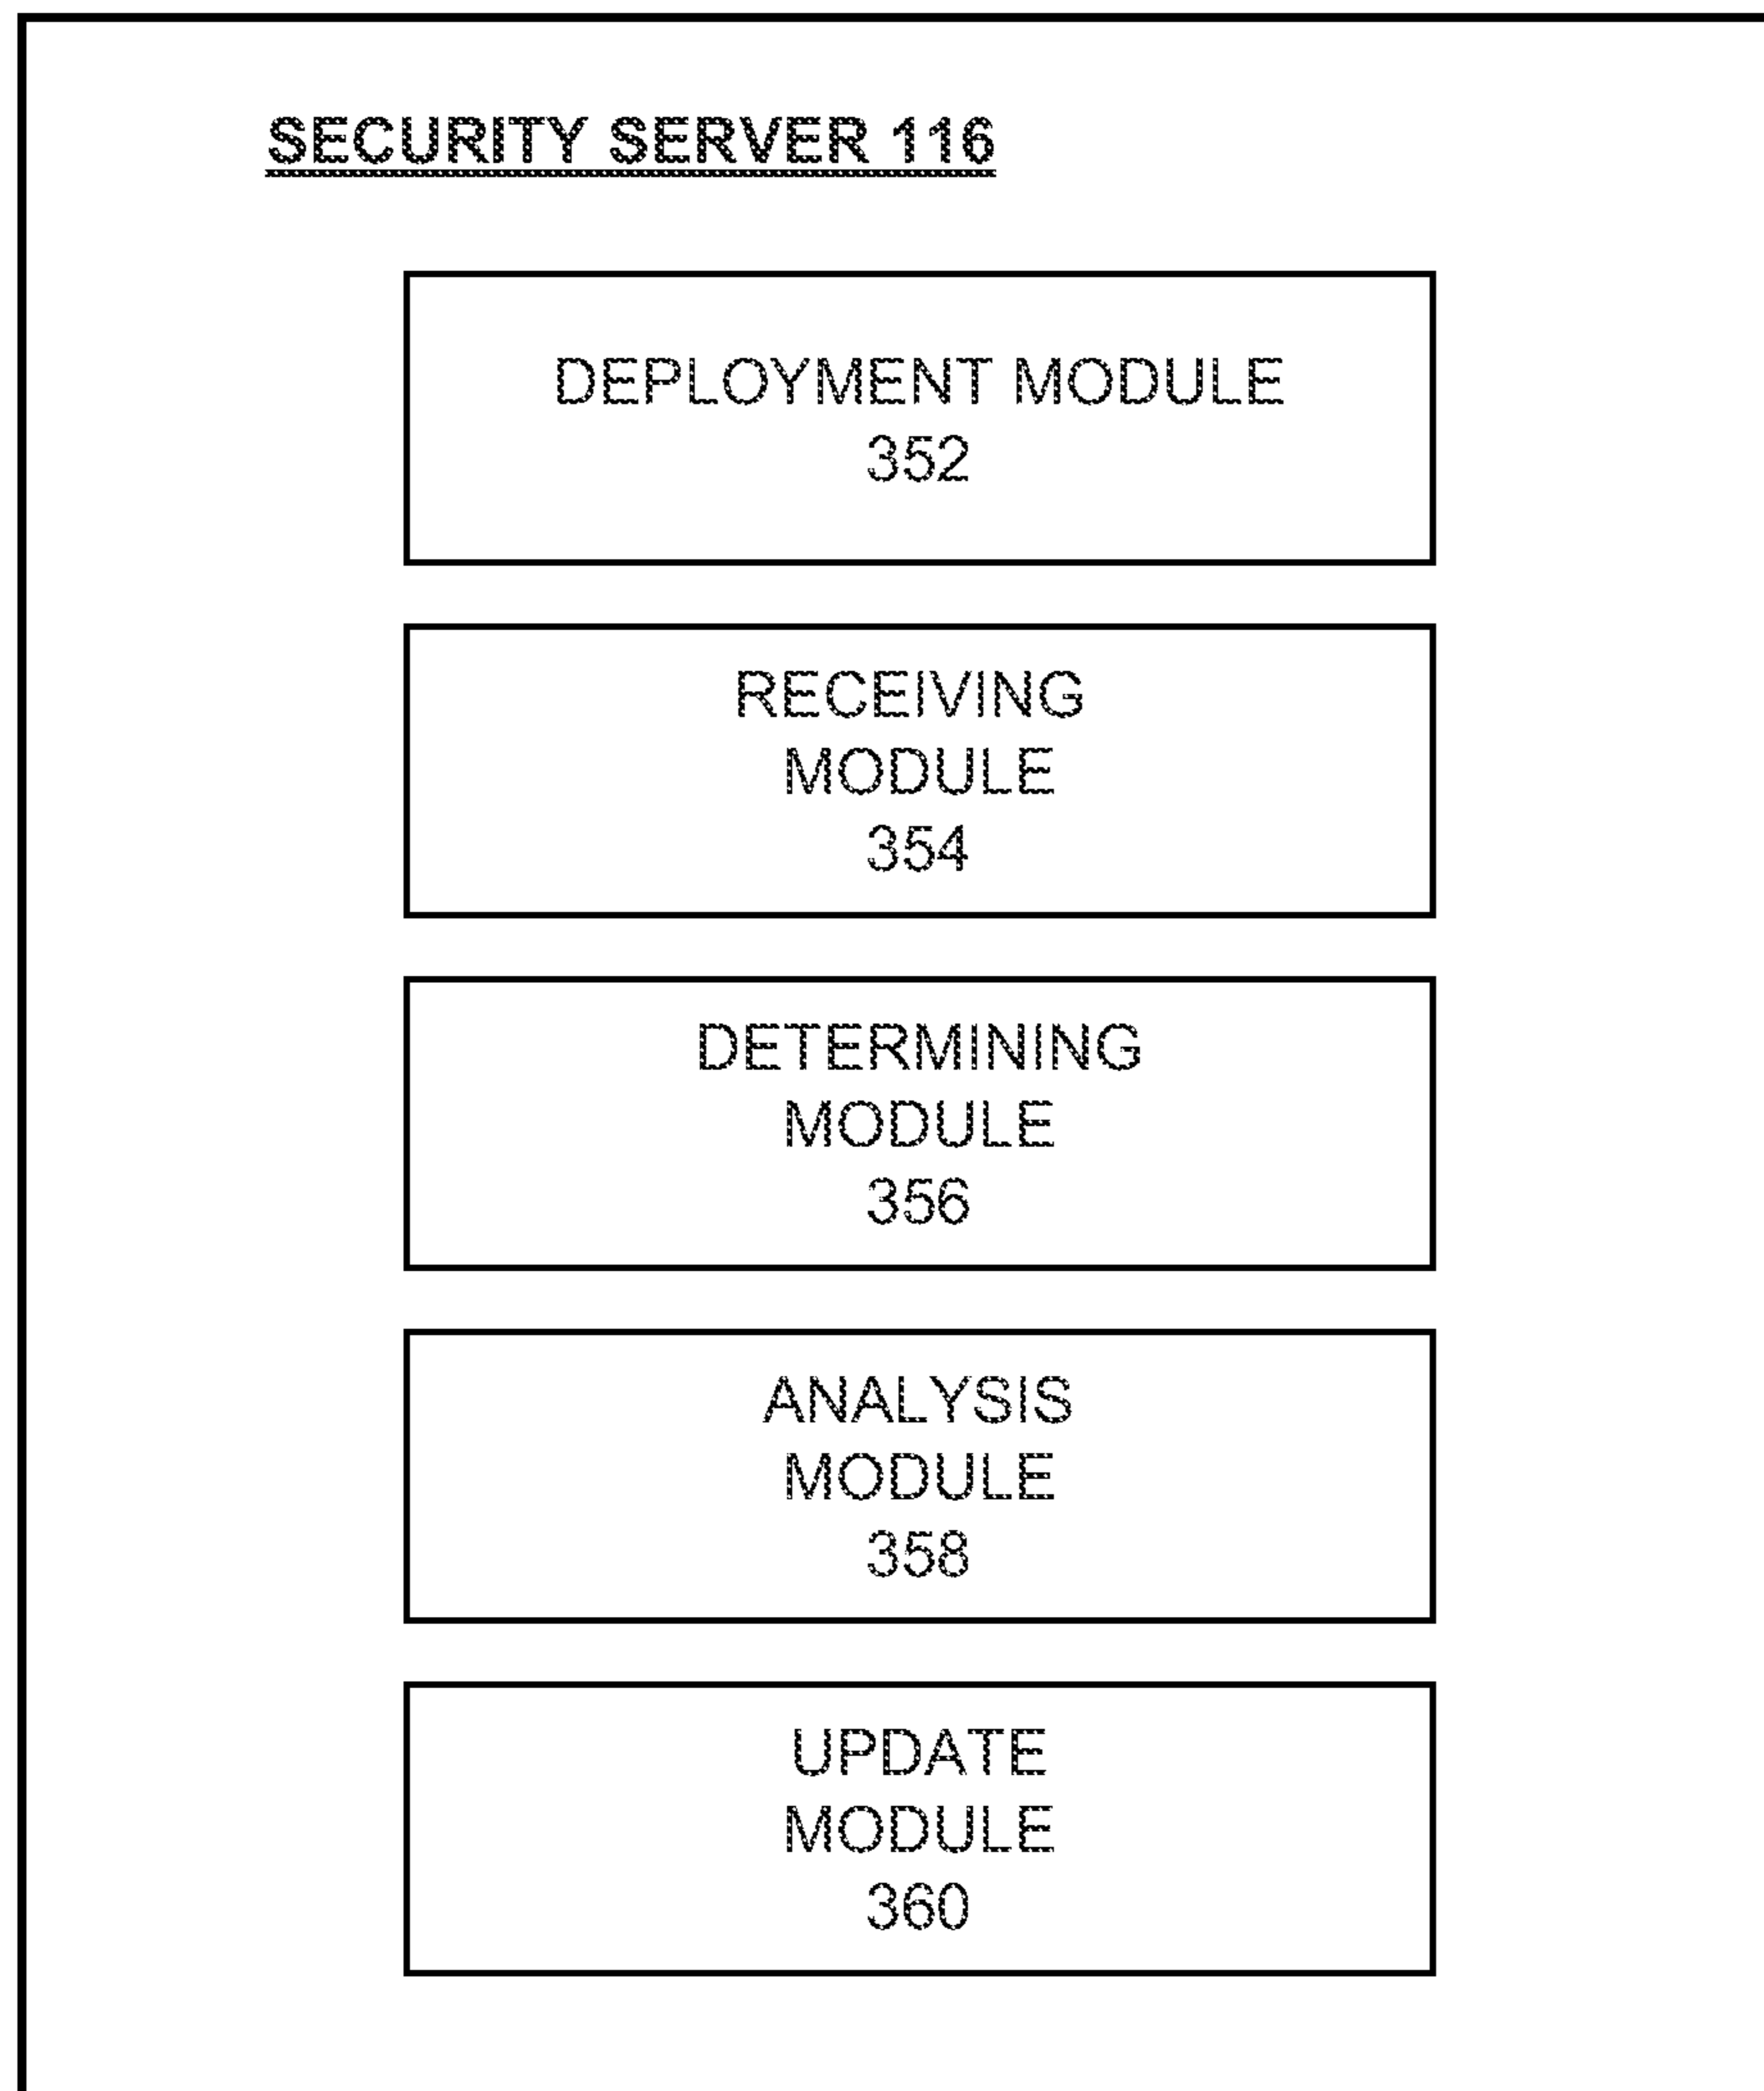 SECURITY SERVER 116
DEPLOYMENT MODULE
352
RECEIVING
MODULE
354
DETERMINING
MODULE
356
ANALYSIS
MODULE
358
UPDATE
MODULE
360